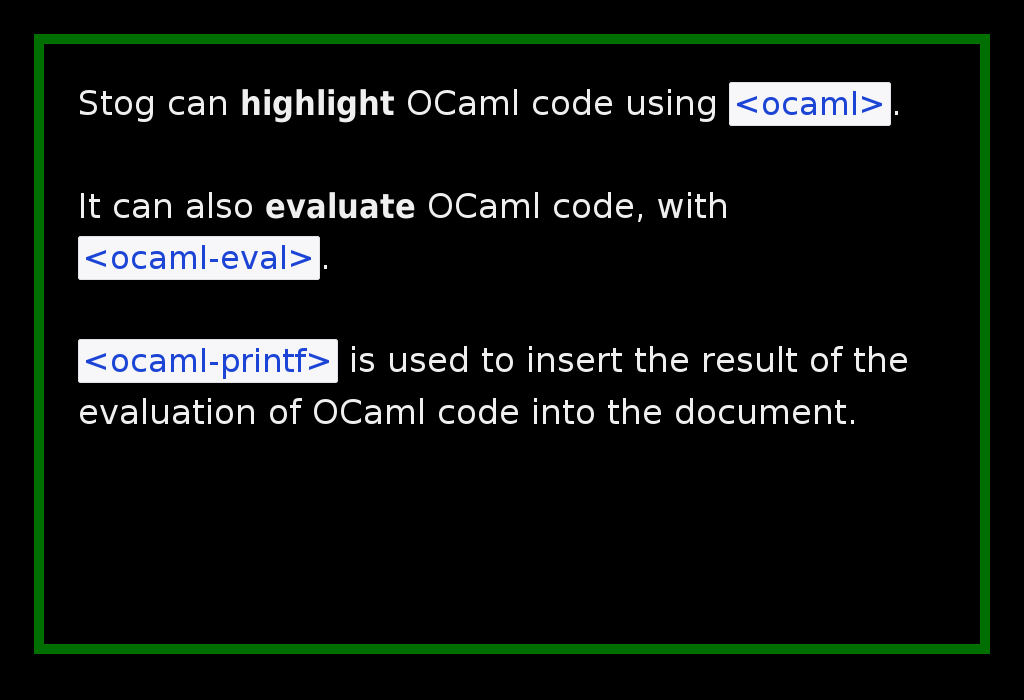 Stog can highlight OCaml code using <ocaml>.
It can also evaluate OCaml code, with
<ocaml-eval>.
<ocaml-printf> is used to insert the result of the
evaluation of OCaml code into the document.